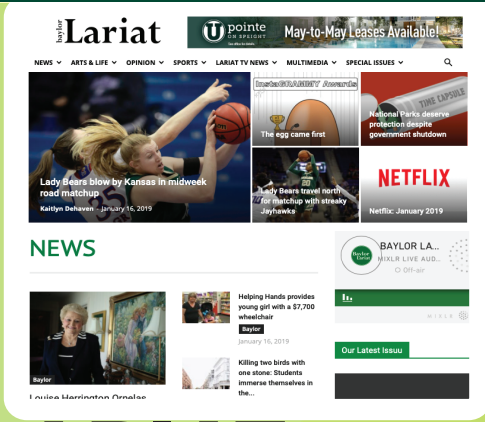 baylor Lariat
U pointe ON SPEIGHT May-to-May Leases Available!
NEWS ARTS & LIFE OPINION SPORTS LARIAT TV NEWS MULTIMEDIA SPECIAL ISSUES
InstaGRAMMY Awards
The egg came first
TIME CAPSULE
National Parks deserve
protection despite
government shutdown
Lady Bears blow by Kansas in midweek
road matchup
Kaitlyn Dehaven - January 16, 2019
Lady Bears travel north
for matchup with streaky
Jayhawks
NETFLIX
Netflix: January 2019
NEWS
Baylor Lariat
BAYLOR LA...
MIXLR LIVE AUD..
Off-air
MIXLR
Helping Hands provides
young girl with a $7,700
wheelchair
Baylor
January 16, 2019
Our Latest Issuu
Killing two birds with
one stone: Students
immerse themselves in
the...
Baylor
Louise Herrington Ornelas